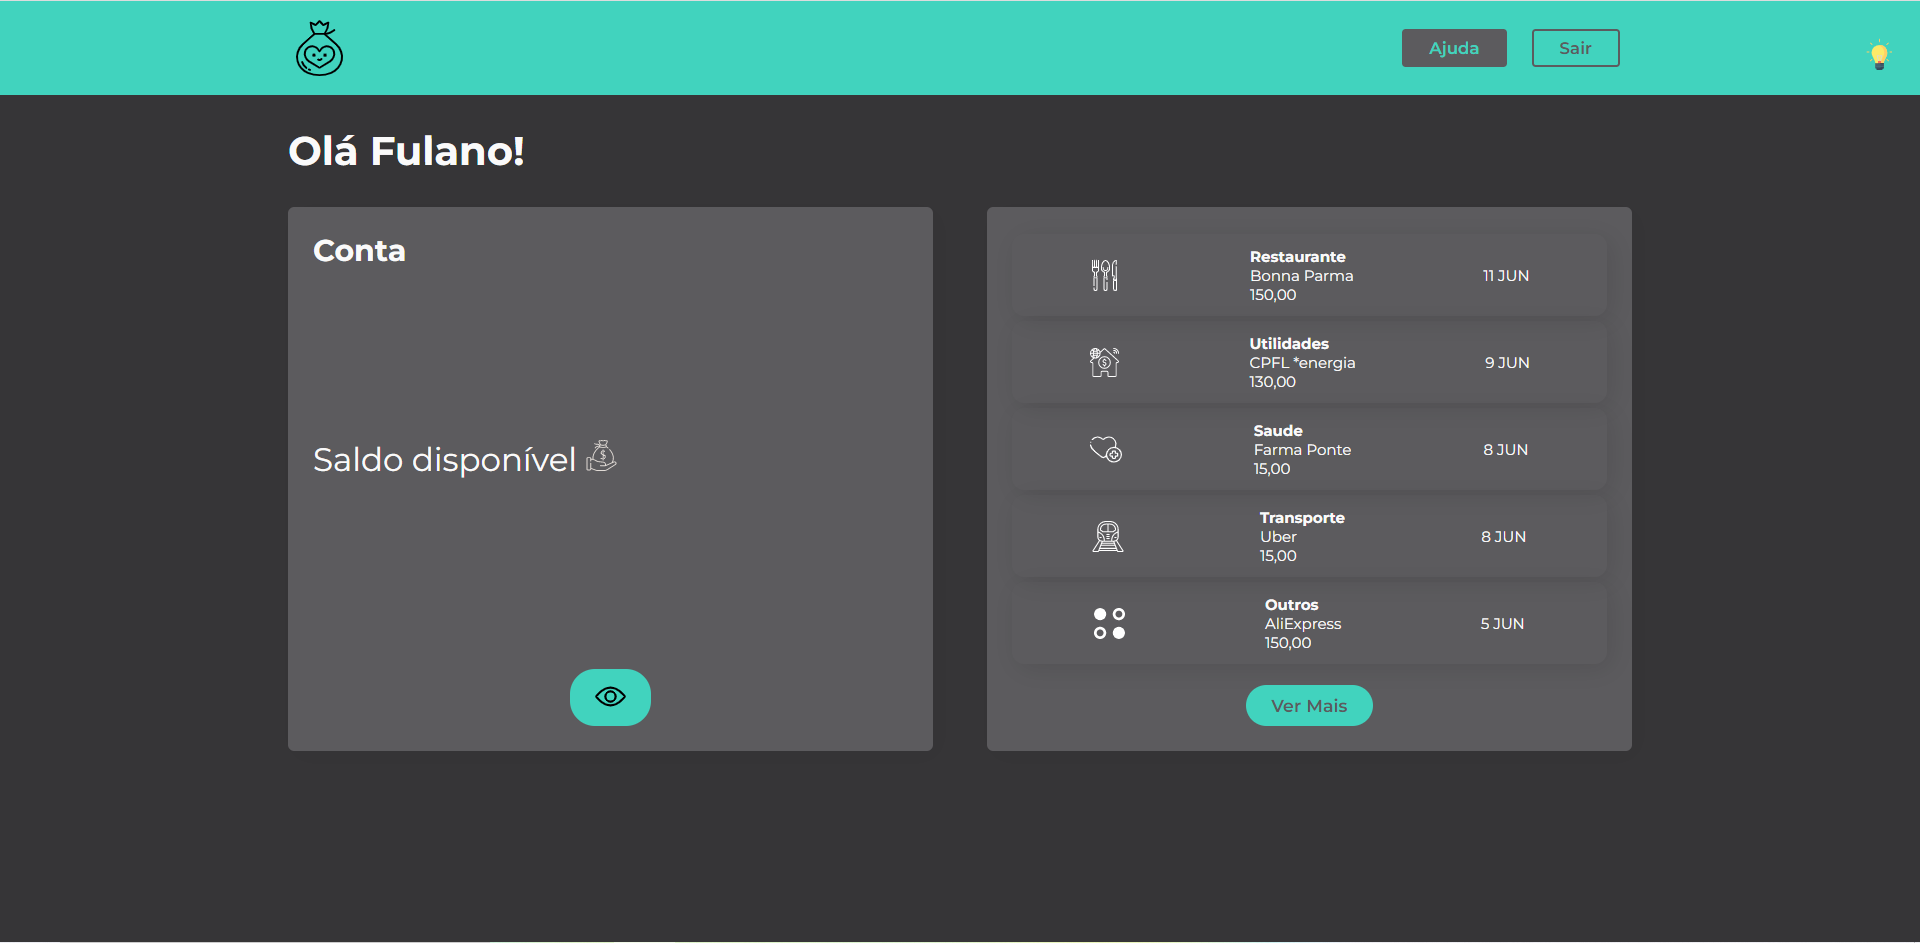 Ajuda
Sair
Olá Fulano!
Conta
Saldo disponível
Restaurante
Bonna Parma
150,00
11 JUN
Utilidades
CPFL *energia
130,00
9 JUN
Saude
Farma Ponte
15,00
8 JUN
Transporte
Uber
15,00
8 JUN
Outros
AliExpress
150,00
5 JUN
Ver Mais